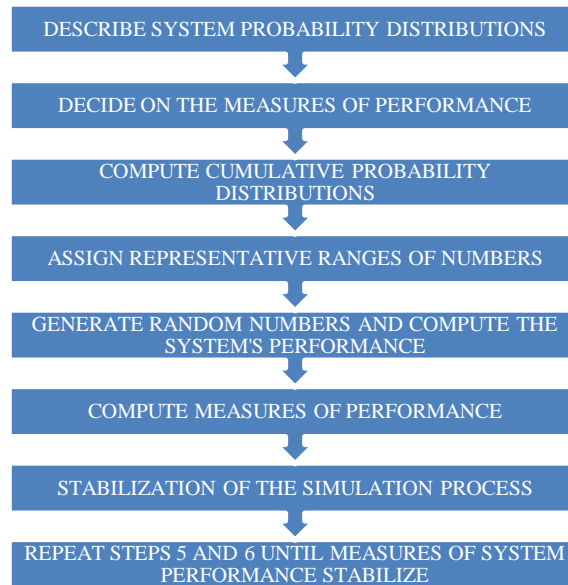 DESCRIBE SYSTEM PROBABILITY DISTRIBUTIONS
DECIDE ON THE MEASURES OF PERFORMANCE
COMPUTE CUMULATIVE PROBABILITY
DISTRIBUTIONS
ASSIGN REPRESENTATIVE RANGES OF NUMBERS
GENERATE RANDOM NUMBERS AND COMPUTE THE
SYSTEM'S PERFORMANCE
COMPUTE MEASURES OF PERFORMANCE
STABILIZATION OF THE SIMULATION PROCESS
REPEAT STEPS 5 AND 6 UNTIL MEASURES OF SYSTEM
PERFORMANCE STABILIZE